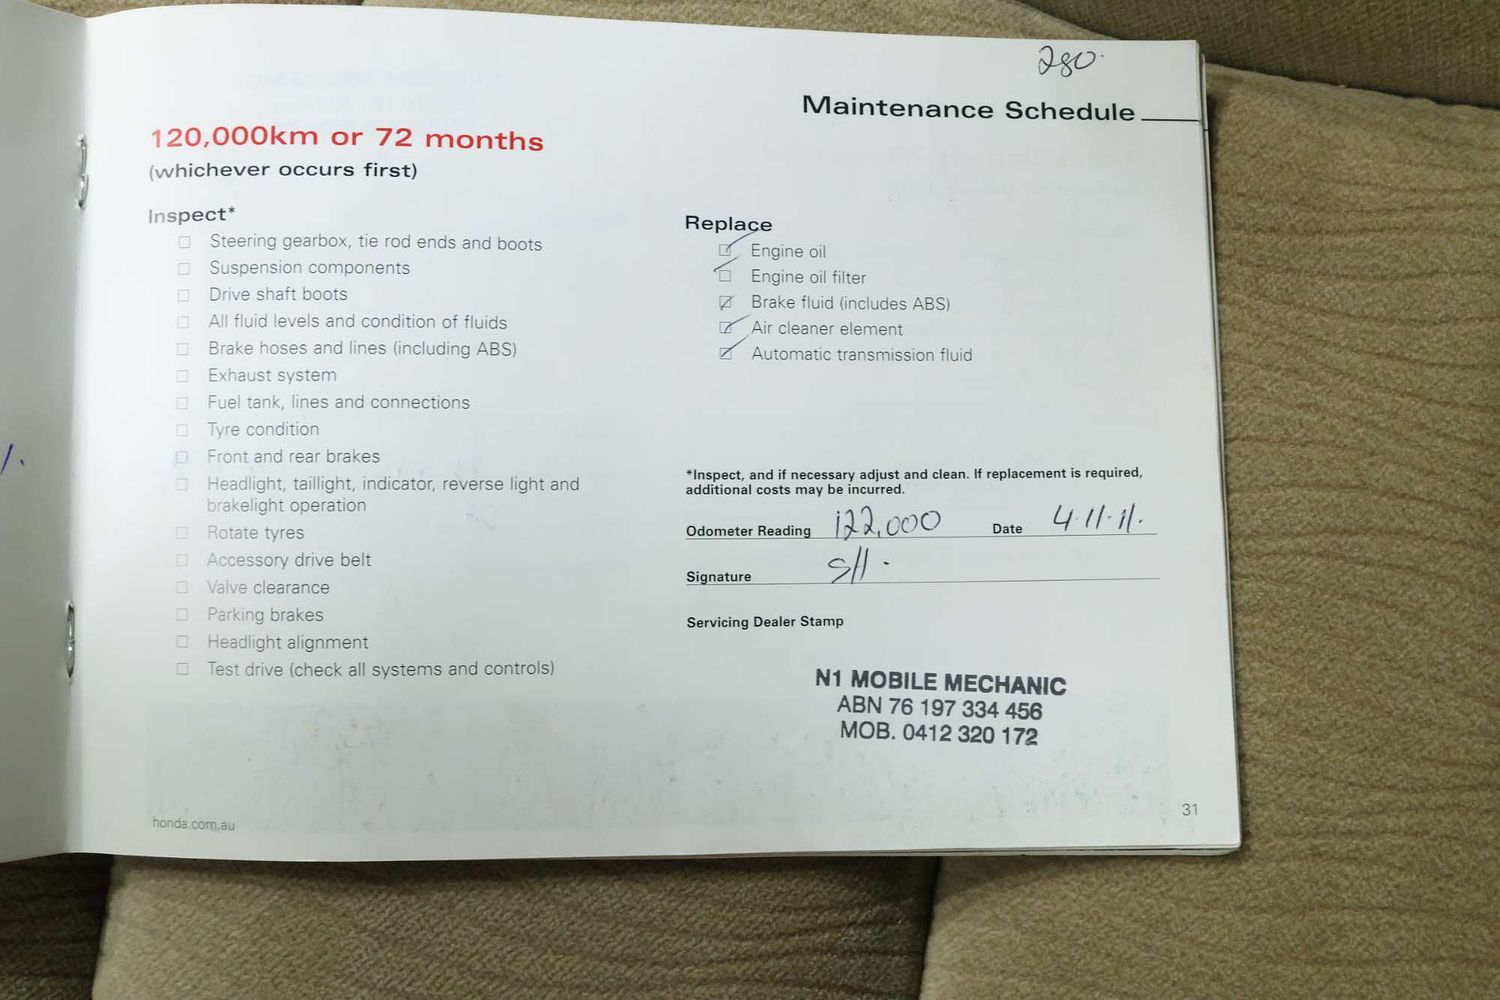 280.
Maintenance Schedule
120,000km or 72 months
(whichever occurs first)
Inspect*
Steering gearbox, tie rod ends and boots
Suspension components
Drive shaft boots
All fluid levels and condition of fluids
Brake hoses and lines (including ABS)
Exhaust system
Fuel tank, lines and connections
Tyre condition
Front and rear brakes
Headlight, taillight, indicator, reverse light and
brakelight operation
Rotate tyres
Accessory drive belt
Valve clearance
Parking brakes
Headlight alignment
Test drive (check all systems and controls)
Replace
Engine oil
Engine oil filter
Brake fluid (includes ABS)
Air cleaner element
Automatic transmission fluid
*Inspect, and if necessary adjust and clean. If replacement is required,
additional costs may be incurred.
Odometer Reading 122,000 Date 4.11.11.
Signature
Servicing Dealer Stamp
N1 MOBILE MECHANIC
ABN 76 197 334 456
MOB. 0412 320 172
honda.com.au
31